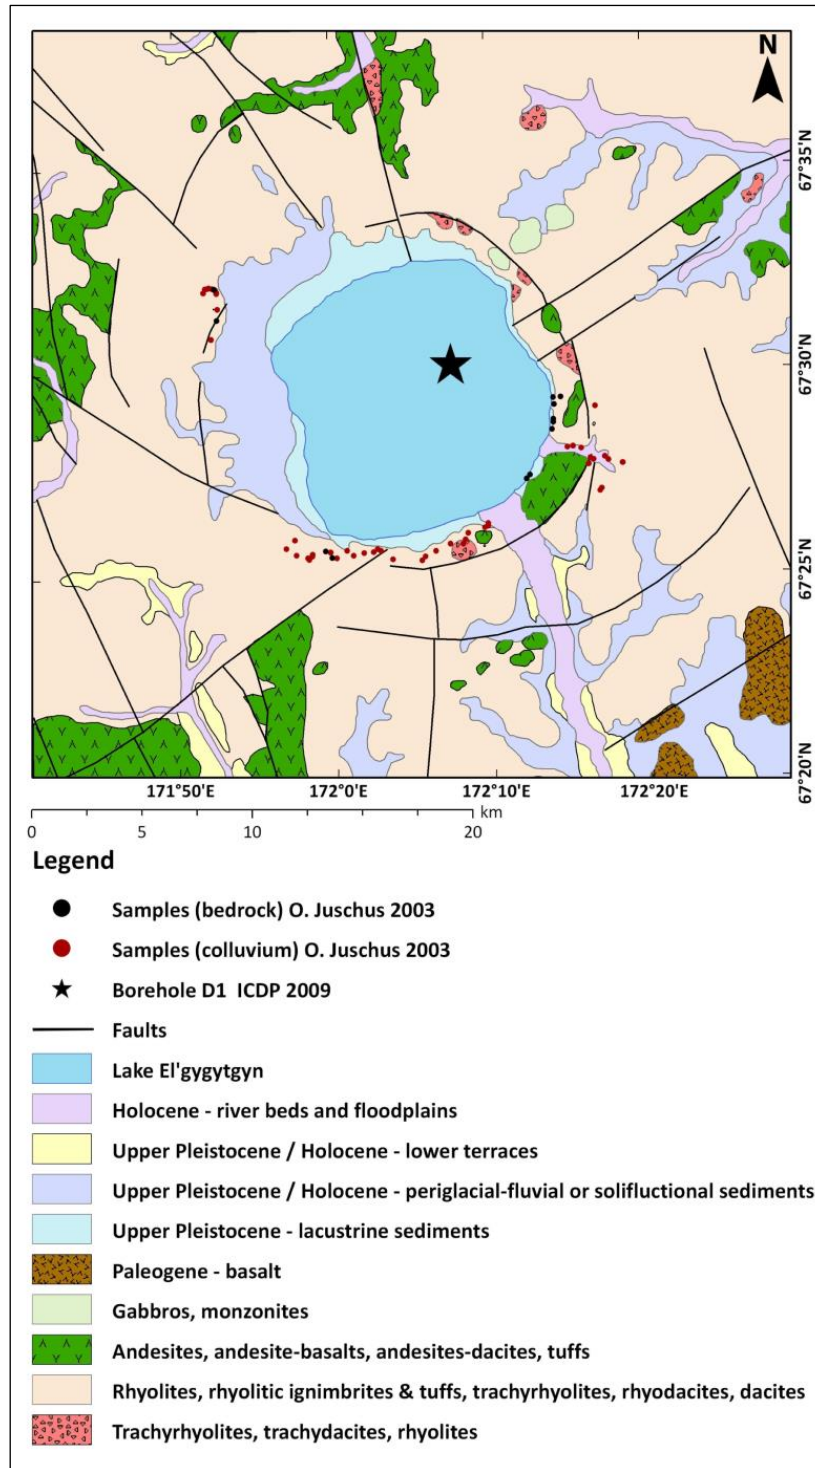 N
67°35'N
67°30'N
67°25'N
67°20'N
171°50'E 172°0'E 172°10'E 172°20'E
0 5 10 20 km
Legend
Samples (bedrock) O. Juschus 2003
Samples (colluvium) O. Juschus 2003
Borehole D1 ICDP 2009
Faults
Lake El'gygytgyn
Holocene - river beds and floodplains
Upper Pleistocene / Holocene - lower terraces
Upper Pleistocene / Holocene - periglacial-fluvial or solifluctional sediments
Upper Pleistocene - lacustrine sediments
Paleogene - basalt
Gabbros, monzonites
Andesites, andesite-basalts, andesites-dacites, tuffs
Rhyolites, rhyolitic ignimbrites & tuffs, trachyrhyolites, rhyodacites, dacites
Trachyrhyolites, trachydacites, rhyolites